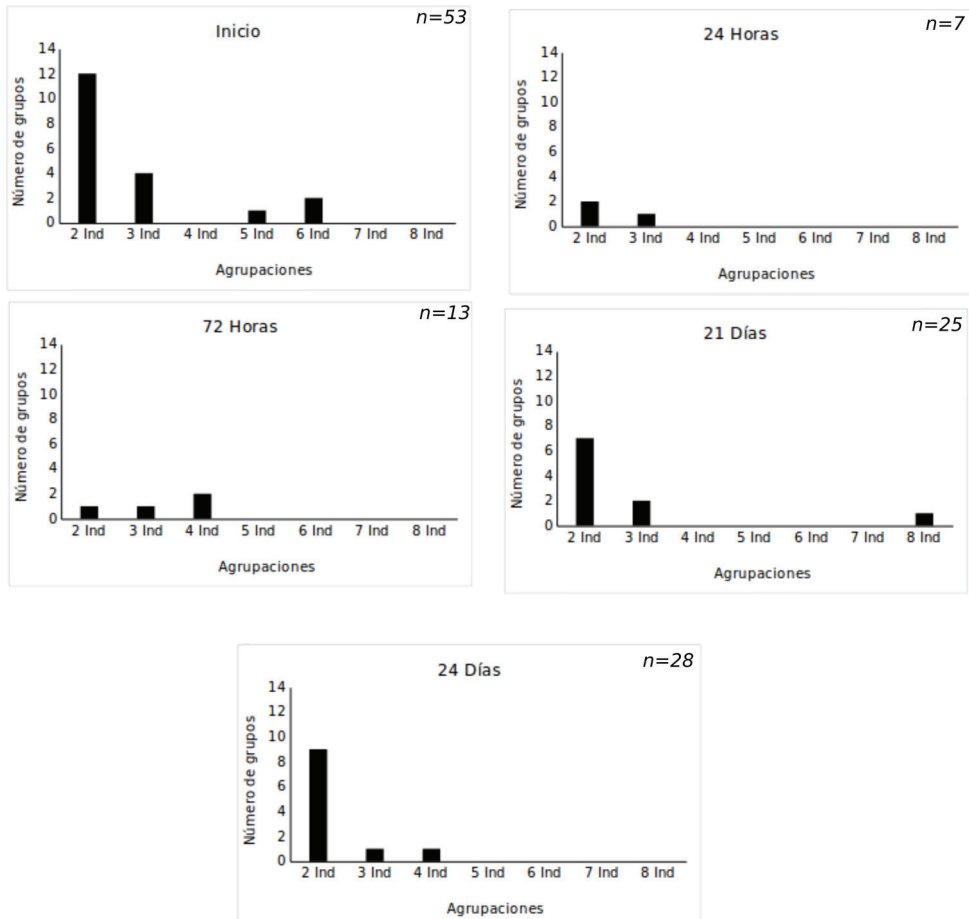 n=53
Inicio
14
12
10
8
6
4
2
0
Número de grupos
2 Ind 3 Ind 4 Ind 5 Ind 6 Ind 7 Ind 8 Ind
Agrupaciones
n=7
24 Horas
14
12
10
8
6
4
2
0
Número de grupos
2 Ind 3 Ind 4 Ind 5 Ind 6 Ind 7 Ind 8 Ind
Agrupaciones
n=13
72 Horas
14
12
10
8
6
4
2
0
Número de grupos
2 Ind 3 Ind 4 Ind 5 Ind 6 Ind 7 Ind 8 Ind
Agrupaciones
n=25
21 Días
14
12
10
8
6
4
2
0
Número de grupos
2 Ind 3 Ind 4 Ind 5 Ind 6 Ind 7 Ind 8 Ind
Agrupaciones
n=28
24 Días
14
12
10
8
6
4
2
0
Número de grupos
2 Ind 3 Ind 4 Ind 5 Ind 6 Ind 7 Ind 8 Ind
Agrupaciones